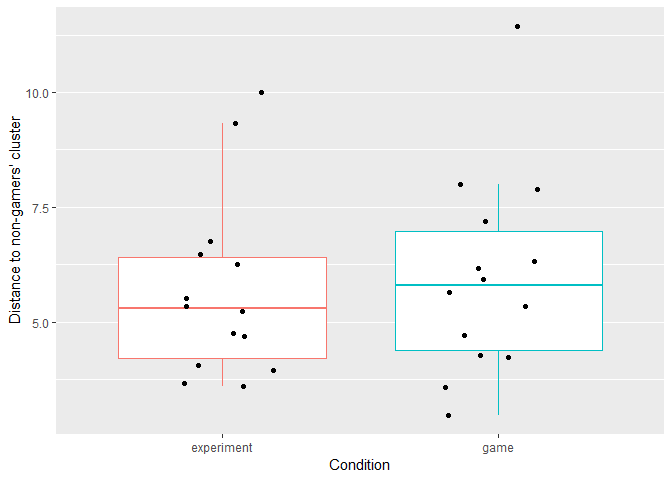 Distance to non-gamers' cluster
10.0
7.5
5.0
experiment
game
Condition